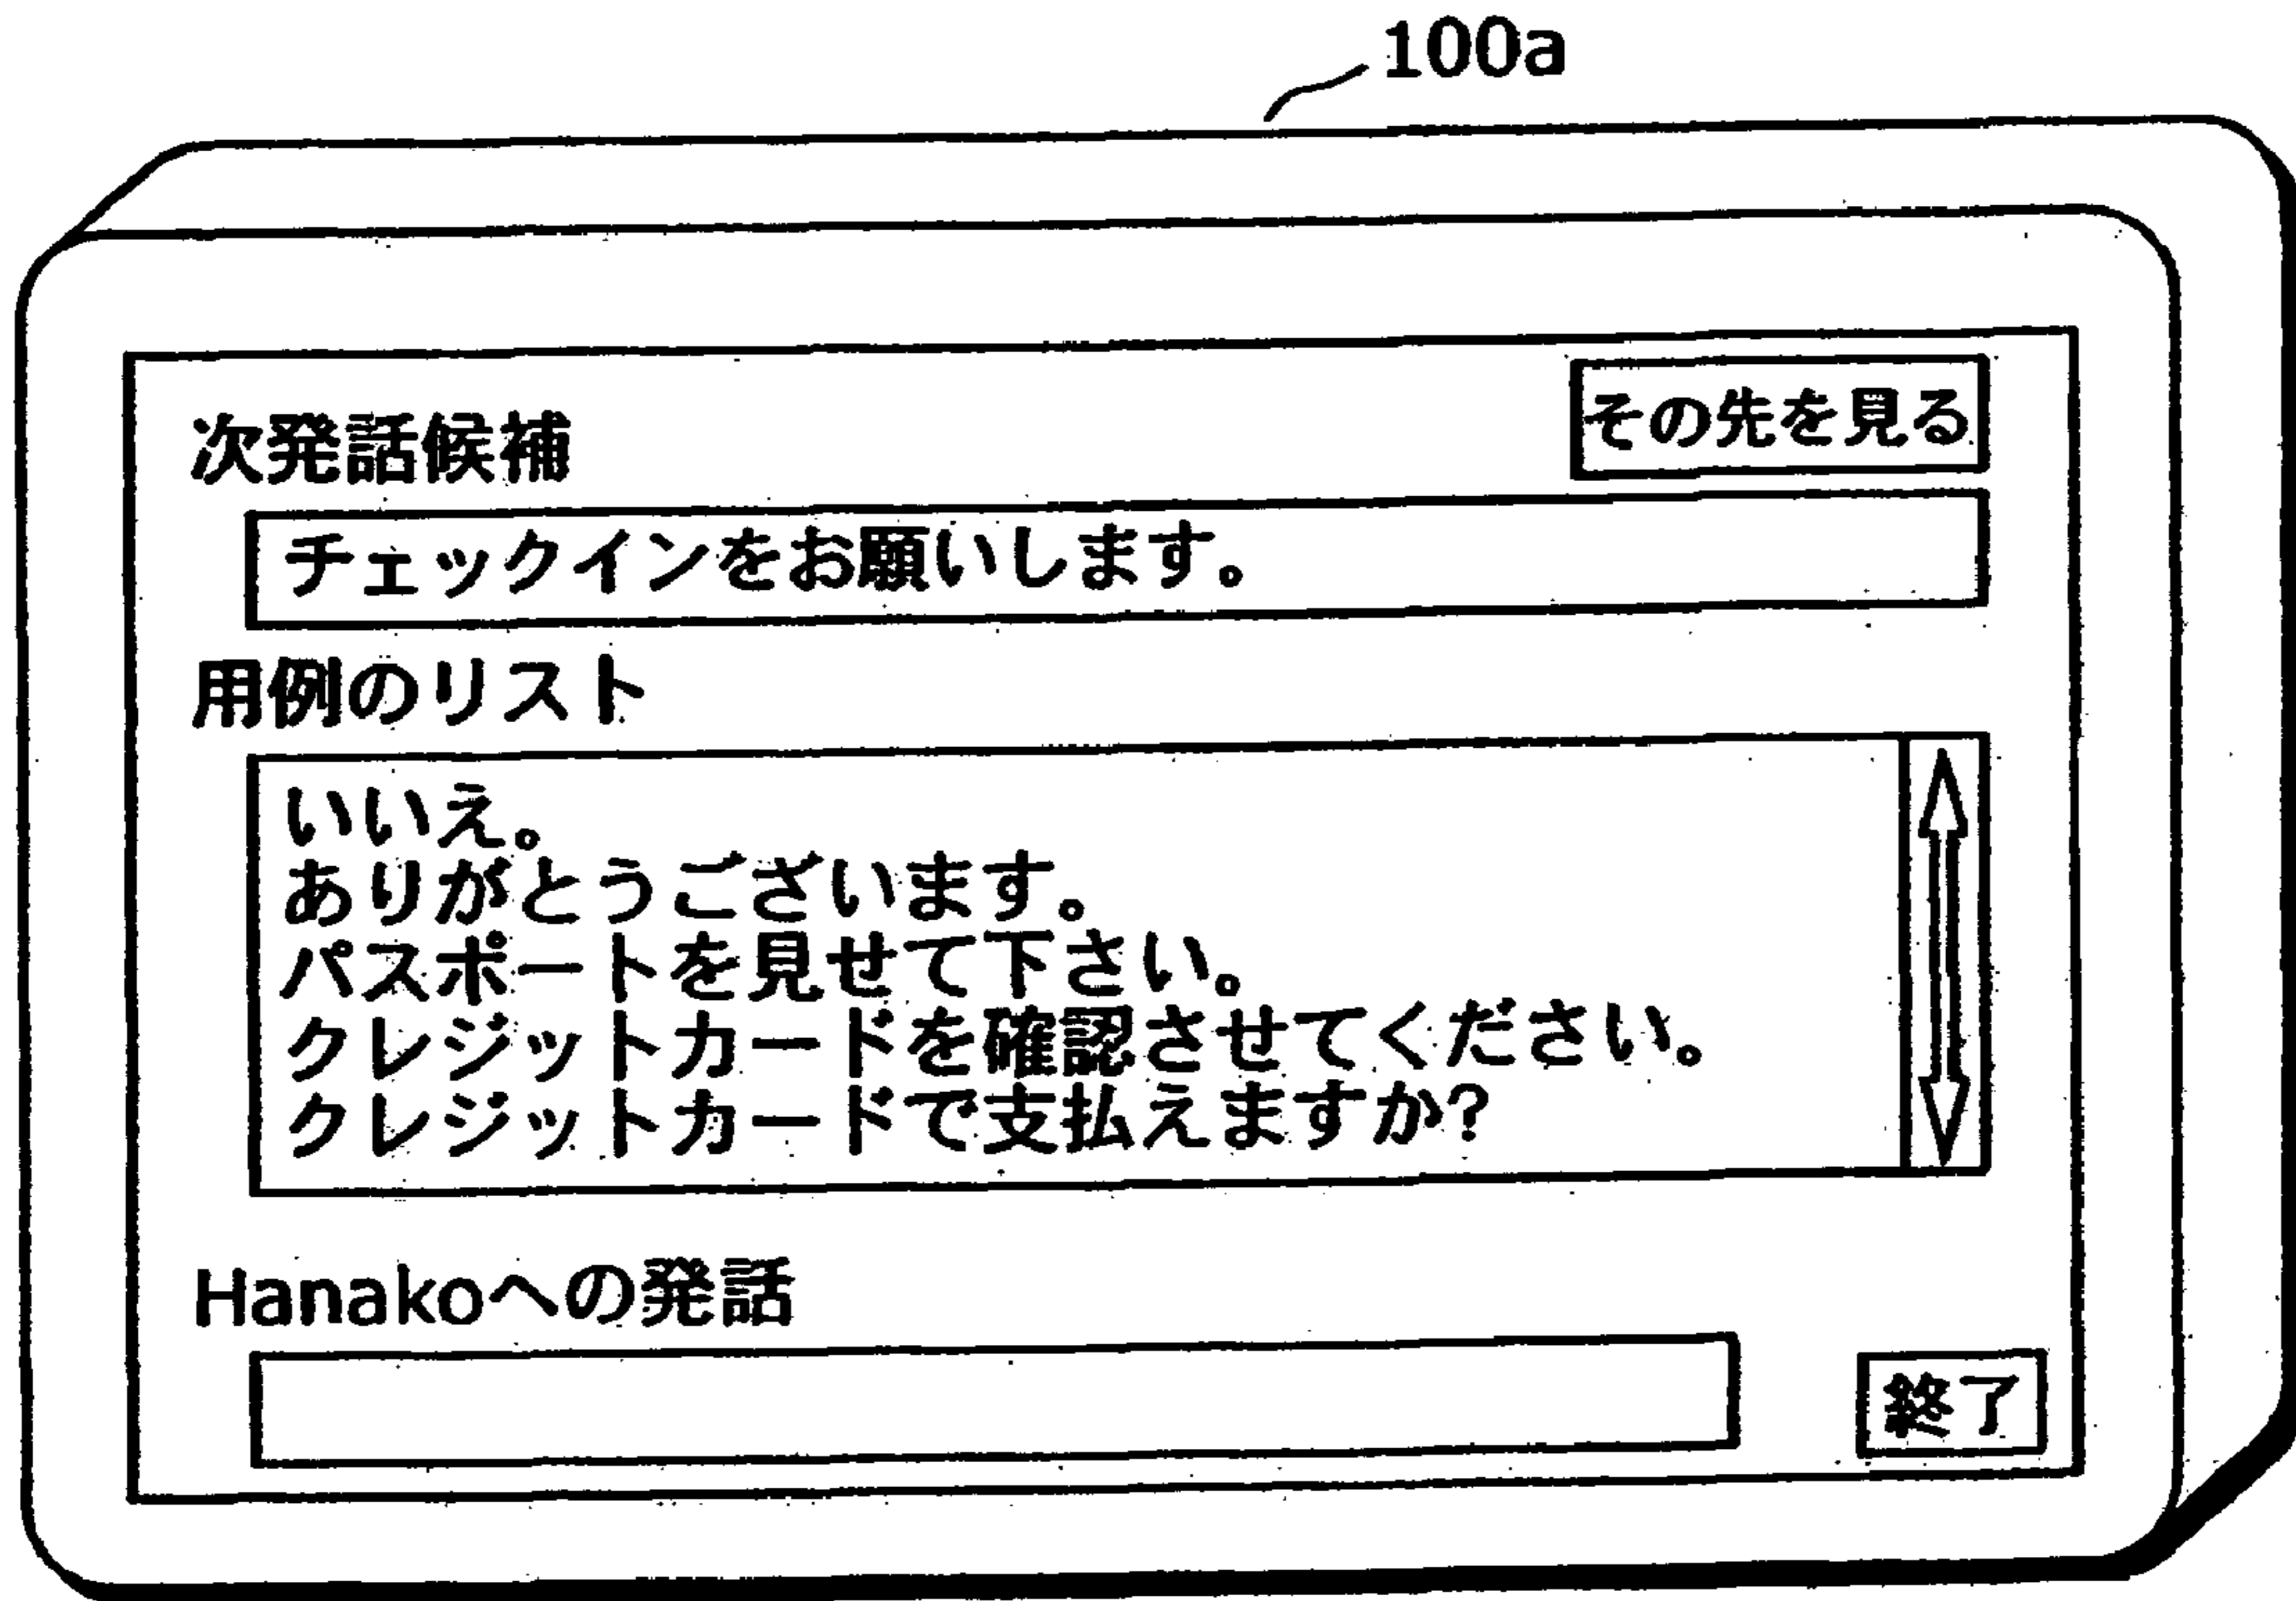 100a
次発話候補
その先を見る
チェックインをお願いします。
用例のリスト
いいえ。
ありがとうございます。
パスポートを見せて下さい。
クレジットカードを確認させてください。
クレジットカードで支払えますか?
Hanakoへの発話
終了